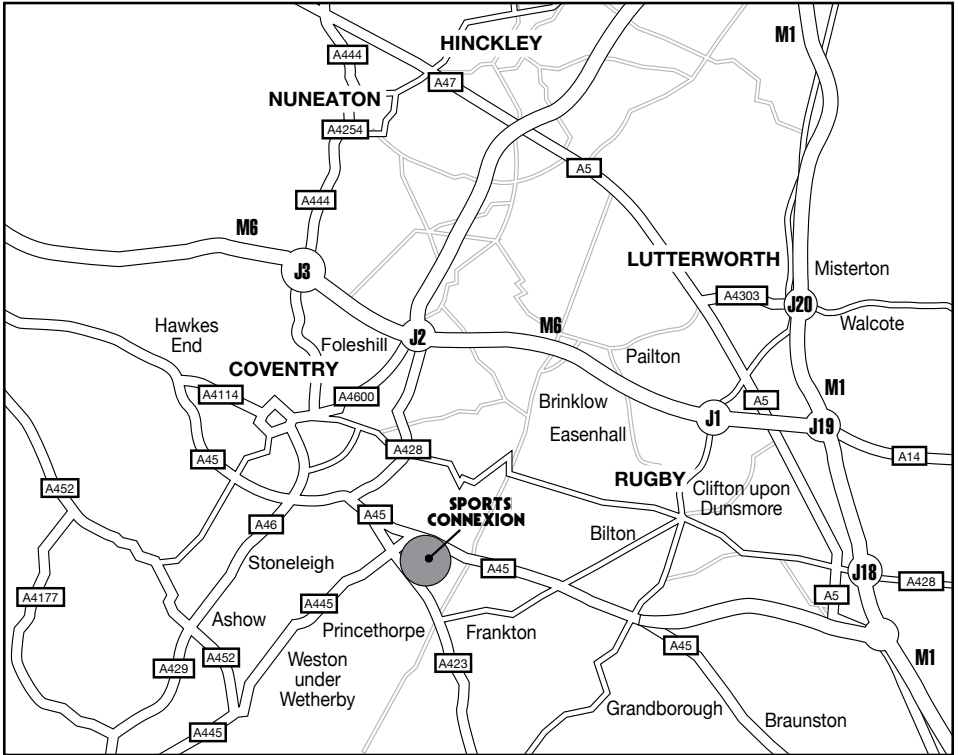 M1
HINCKLEY
A444
A47
NUNEATON
A4254
A5
A444
M6
J3
LUTTERWORTH
Misterton
A4303
J20
Walcote
Hawkes
End
Foleshill
J2
M6
Pailton
COVENTRY
A4114
A4600
Brinklow
A5
M1
J1
J19
Easenhall
A428
A14
A45
RUGBY
Clifton upon
Dunsmore
A452
SPORTS
CONNEXION
A45
A46
Bilton
Stoneleigh
A45
J18
A428
A4177
A445
A5
Ashow
Princethorpe
Frankton
A429
A452
Weston
under
Wetherby
A423
A45
M1
Grandborough
Braunston
A445